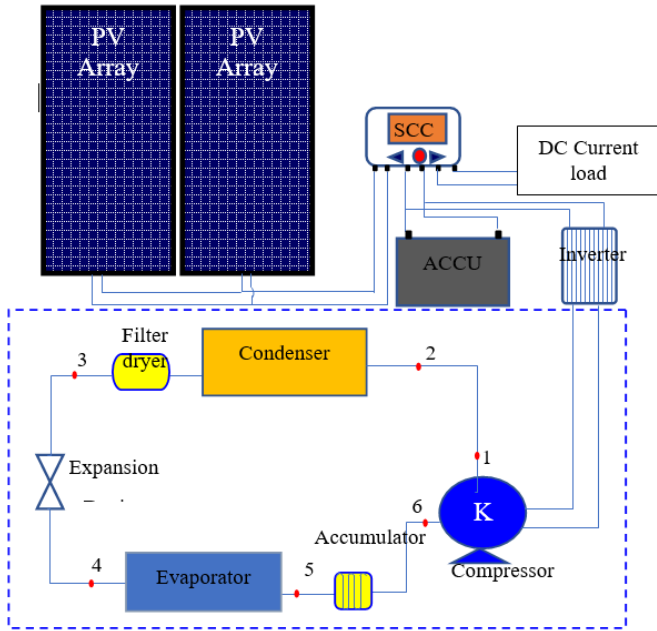 PV
Array
PV
Array
SCC
DC Current
load
ACCU
Inverter
Filter
dryer
Condenser
3
2
Expansion
1
6
K
Accumulator
Compressor
4
Evaporator
5